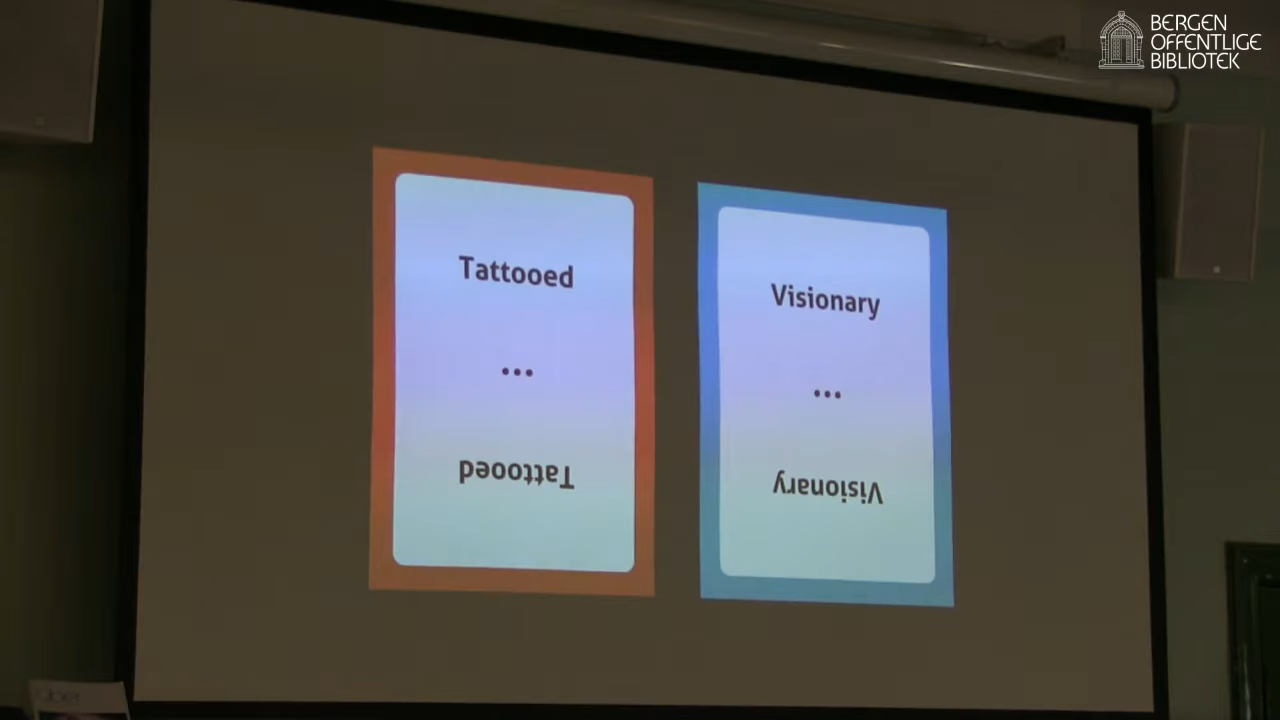 BERGEN
OFFENTLIGE
BIBLIOTEK
Tattooed
...
Tattooed
Visionary
...
Visionary